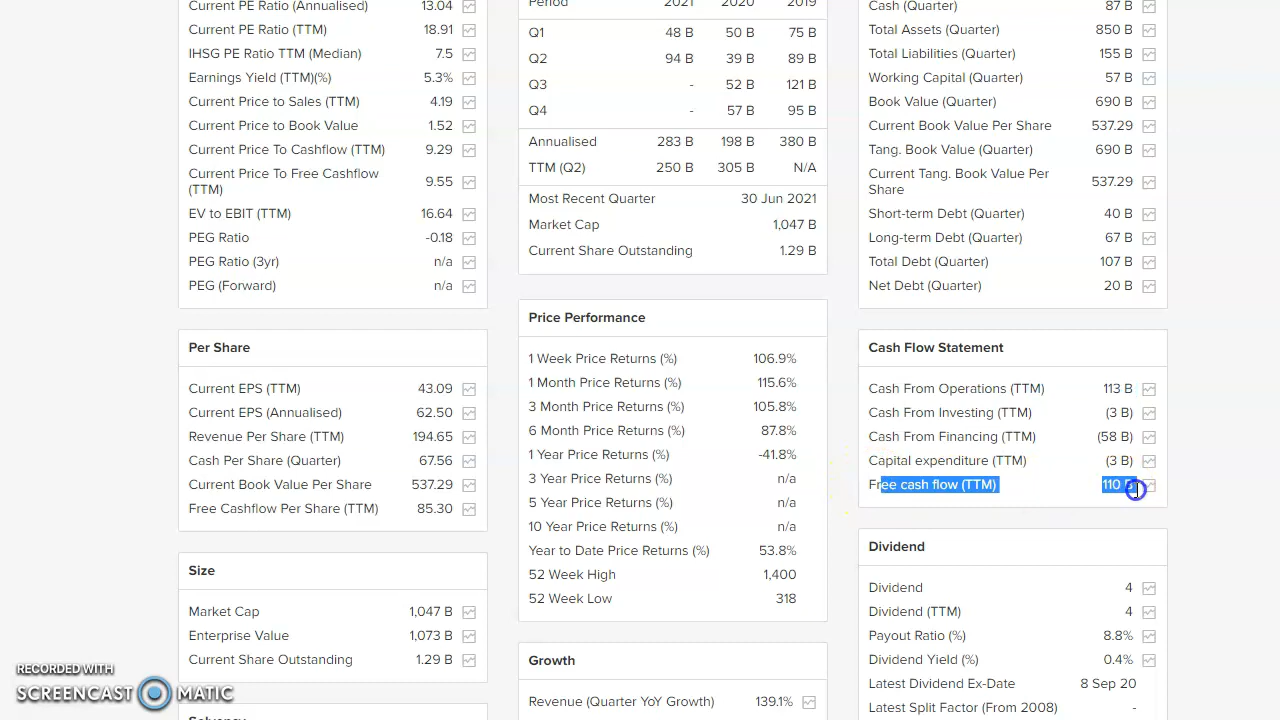 Current PE Ratio (Annualised) 13.04
Current PE Ratio (TTM) 18.91
IHSG PE Ratio TTM (Median) 7.5
Earnings Yield (TTM)(%) 5.3%
Current Price to Sales (TTM) 4.19
Current Price to Book Value 1.52
Current Price To Cashflow (TTM) 9.29
Current Price To Free Cashflow
(TTM) 9.55
EV to EBIT (TTM) 16.64
PEG Ratio -0.18
PEG Ratio (3yr) n/a
PEG (Forward) n/a
Per Share
Current EPS (TTM) 43.09
Current EPS (Annualised) 62.50
Revenue Per Share (TTM) 194.65
Cash Per Share (Quarter) 67.56
Current Book Value Per Share 537.29
Free Cashflow Per Share (TTM) 85.30
Size
Market Cap 1,047 B
Enterprise Value 1,073 B
Current Share Outstanding 1.29 B
Solvency
Period 2021 2020 2019
Q1 48 B 50 B 75 B
Q2 94 B 39 B 89 B
Q3 - 52 B 121 B
Q4 - 57 B 95 B
Annualised 283 B 198 B 380 B
TTM (Q2) 250 B 305 B N/A
Most Recent Quarter 30 Jun 2021
Market Cap 1,047 B
Current Share Outstanding 1.29 B
Price Performance
1 Week Price Returns (%) 106.9%
1 Month Price Returns (%) 115.6%
3 Month Price Returns (%) 105.8%
6 Month Price Returns (%) 87.8%
1 Year Price Returns (%) -41.8%
3 Year Price Returns (%) n/a
5 Year Price Returns (%) n/a
10 Year Price Returns (%) n/a
Year to Date Price Returns (%) 53.8%
52 Week High 1,400
52 Week Low 318
Growth
Revenue (Quarter YoY Growth) 139.1%
Cash (Quarter) 87 B
Total Assets (Quarter) 850 B
Total Liabilities (Quarter) 155 B
Working Capital (Quarter) 57 B
Book Value (Quarter) 690 B
Current Book Value Per Share 537.29
Tang. Book Value (Quarter) 690 B
Current Tang. Book Value Per
Share 537.29
Short-term Debt (Quarter) 40 B
Long-term Debt (Quarter) 67 B
Total Debt (Quarter) 107 B
Net Debt (Quarter) 20 B
Cash Flow Statement
Cash From Operations (TTM) 113 B
Cash From Investing (TTM) (3 B)
Cash From Financing (TTM) (58 B)
Capital expenditure (TTM) (3 B)
Free cash flow (TTM) 110 B
Dividend
Dividend 4
Dividend (TTM) 4
Payout Ratio (%) 8.8%
Dividend Yield (%) 0.4%
Latest Dividend Ex-Date 8 Sep 20
Latest Split Factor (From 2008) -
RECORDED WITH
SCREENCAST MATIC